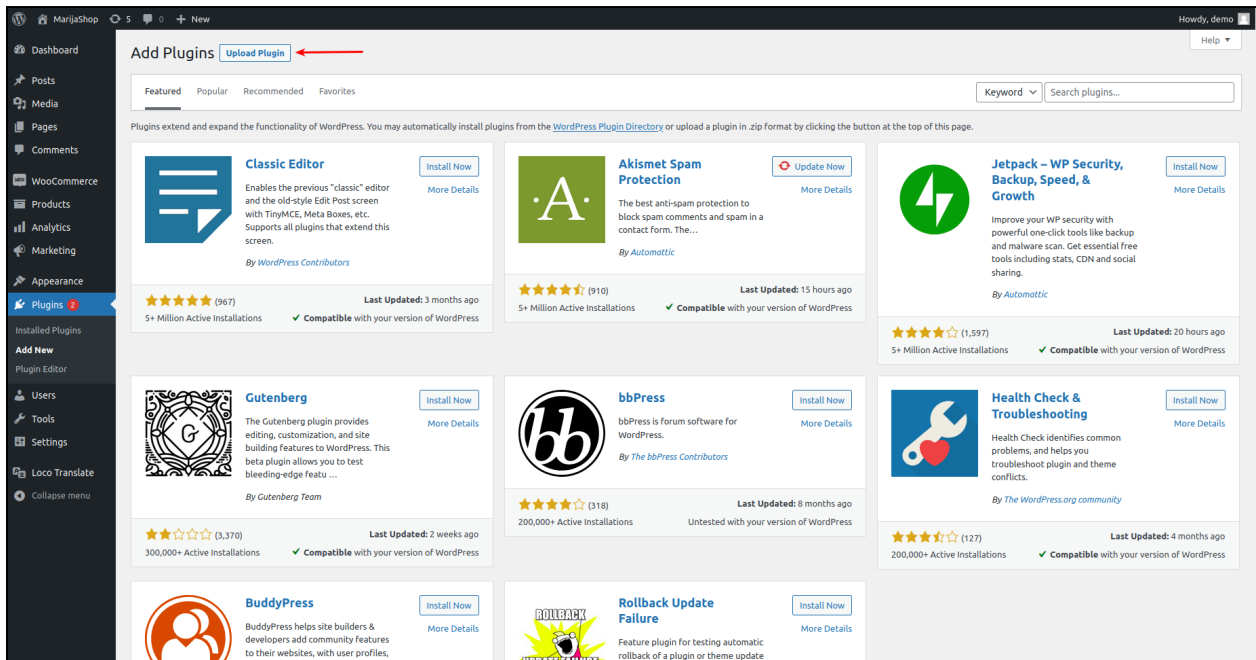 MarijaShop 5 0 + New Howdy, demo
Help ▼
Dashboard
Posts
Media
Pages
Comments
WooCommerce
Products
Analytics
Marketing
Appearance
Plugins 2
Installed Plugins
Add New
Plugin Editor
Users
Tools
Settings
Loco Translate
Collapse menu
Add Plugins Upload Plugin
Featured Popular Recommended Favorites Keyword Search plugins...
Plugins extend and expand the functionality of WordPress. You may automatically install plugins from the WordPress Plugin Directory or upload a plugin in .zip format by clicking the button at the top of this page.
Classic Editor
Install Now
More Details
Enables the previous "classic" editor
and the old-style Edit Post screen
with TinyMCE, Meta Boxes, etc.
Supports all plugins that extend this
screen.
By WordPress Contributors
(967) Last Updated: 3 months ago
5+ Million Active Installations ✔ Compatible with your version of WordPress
·A·
Akismet Spam
Protection
Update Now
More Details
The best anti-spam protection to
block spam comments and spam in a
contact form. The…
By Automattic
(910) Last Updated: 15 hours ago
5+ Million Active Installations ✔ Compatible with your version of WordPress
Jetpack – WP Security,
Backup, Speed, &
Growth
Install Now
More Details
Improve your WP security with
powerful one-click tools like backup
and malware scan. Get essential free
tools including stats, CDN and social
sharing.
By Automattic
(1,597) Last Updated: 20 hours ago
5+ Million Active Installations ✔ Compatible with your version of WordPress
G
Gutenberg
Install Now
More Details
The Gutenberg plugin provides
editing, customization, and site
building features to WordPress. This
beta plugin allows you to test
bleeding-edge featu …
By Gutenberg Team
(3,370) Last Updated: 2 weeks ago
300,000+ Active Installations ✔ Compatible with your version of WordPress
bb
bbPress
Install Now
More Details
bbPress is forum software for
WordPress.
By The bbPress Contributors
(318) Last Updated: 8 months ago
200,000+ Active Installations Untested with your version of WordPress
Health Check &
Troubleshooting
Install Now
More Details
Health Check identifies common
problems, and helps you
troubleshoot plugin and theme
conflicts.
By The WordPress.org community
(127) Last Updated: 4 months ago
200,000+ Active Installations ✔ Compatible with your version of WordPress
BuddyPress
Install Now
More Details
BuddyPress helps site builders &
developers add community features
to their websites, with user profiles,
ROLLBACK
Rollback Update
Failure
Install Now
More Details
Feature plugin for testing automatic
rollback of a plugin or theme update